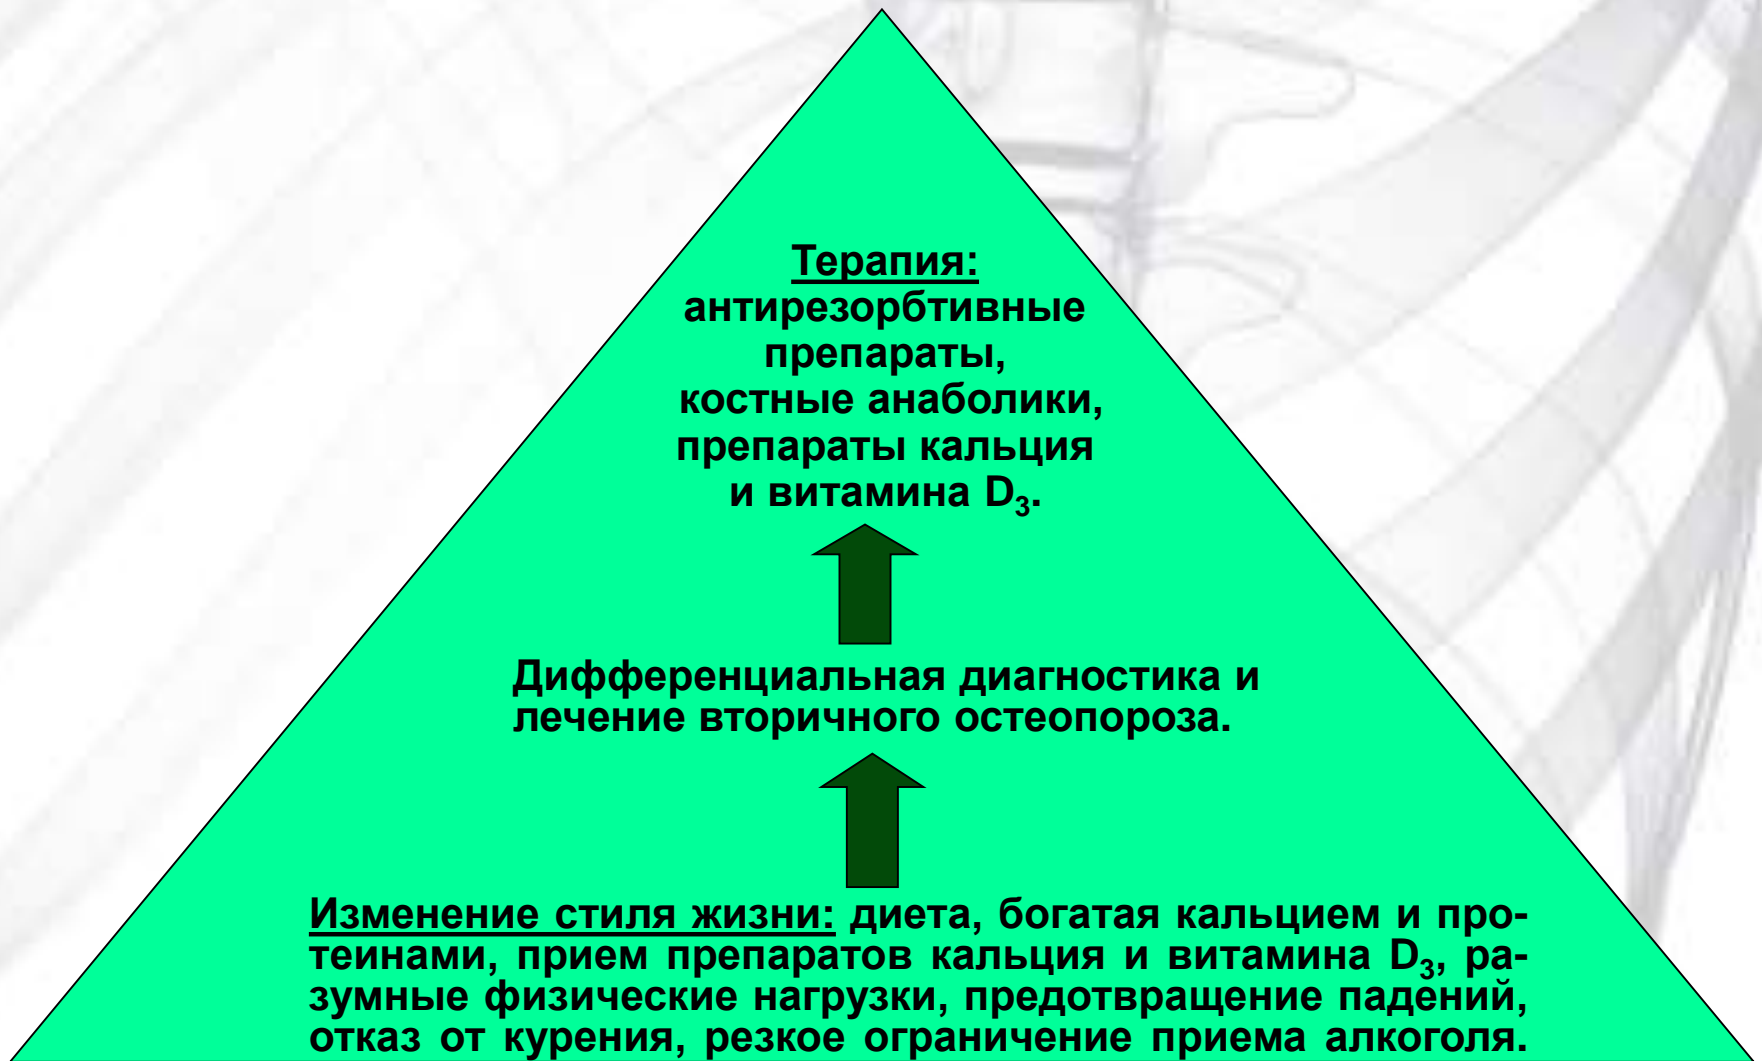 Терапия:
антирезорбтивные
препараты,
костные анаболики,
препараты кальция
и витамина D₃.
Дифференциальная диагностика и
лечение вторичного остеопороза.
Изменение стиля жизни: диета, богатая кальцием и про-
теинами, прием препаратов кальция и витамина D₃, ра-
зумные физические нагрузки, предотвращение падений,
отказ от курения, резкое ограничение приема алкоголя.